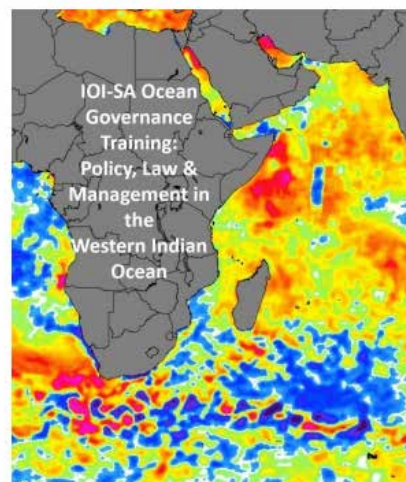 IOI-SA Ocean
Governance
Training:
Policy, Law &
Management in
the
Western Indian
Ocean